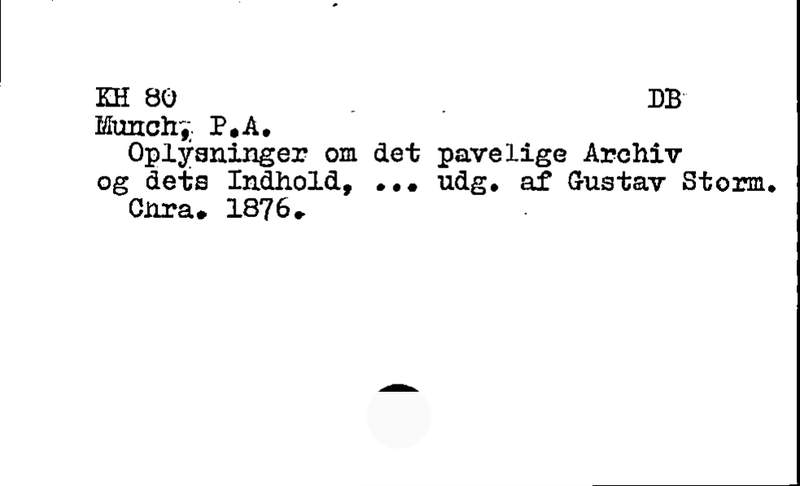 KH 80 DB
Munch, P.A.
Oplysninger om det pavelige Archiv
og dets Indhold, ... udg. af Gustav Storm.
Chra. 1876.